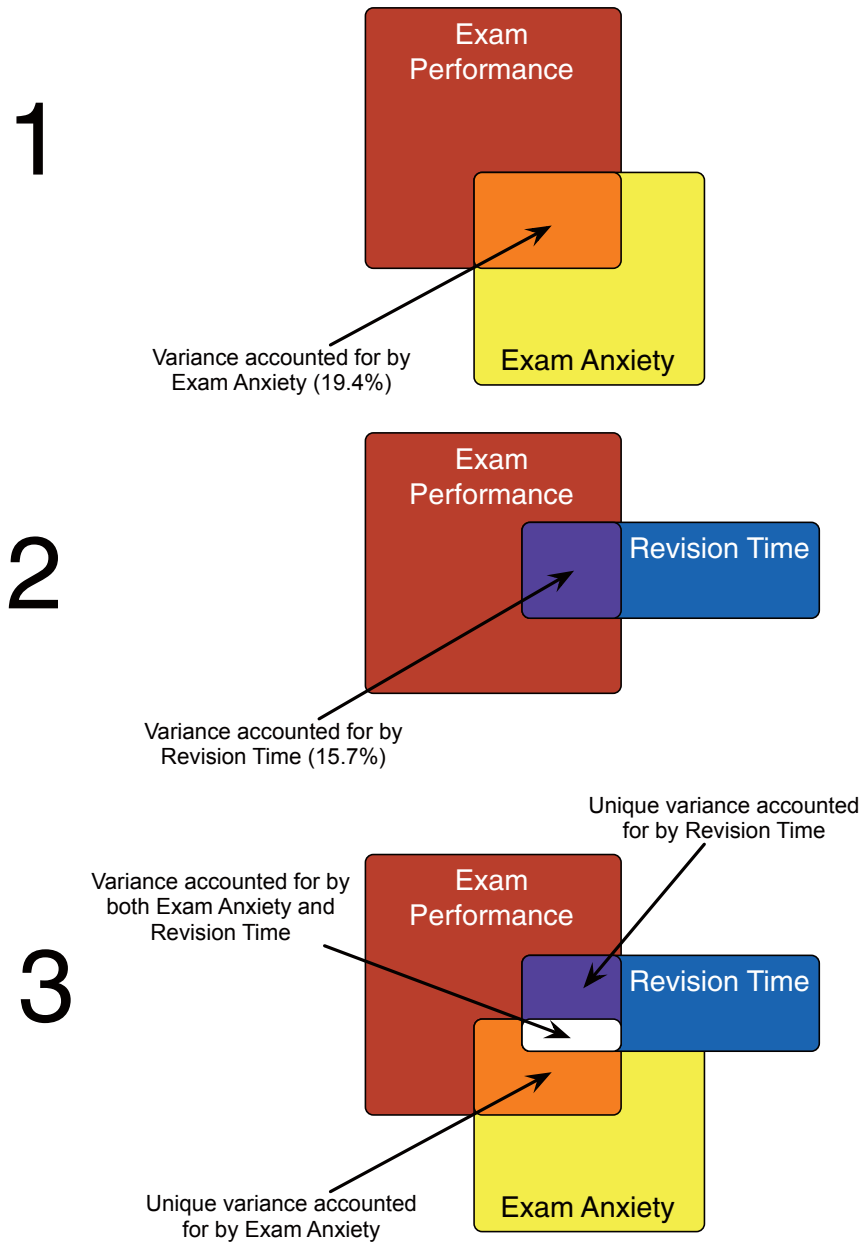 1
Exam
Performance
Variance accounted for by
Exam Anxiety (19.4%)
Exam Anxiety
2
Exam
Performance
Revision Time
Variance accounted for by
Revision Time (15.7%)
3
Unique variance accounted
for by Revision Time
Variance accounted for by
both Exam Anxiety and
Revision Time
Exam
Performance
Revision Time
Unique variance accounted
for by Exam Anxiety
Exam Anxiety